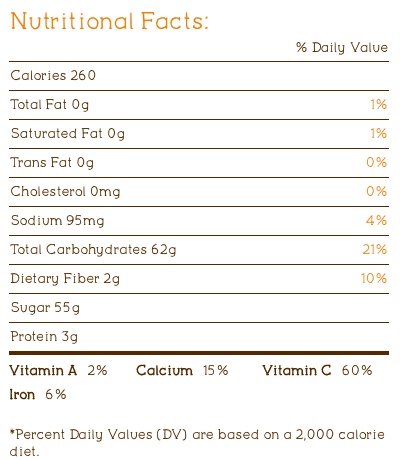 Nutritional Facts:
% Daily Value
Calories 260
Total Fat 0g 1%
Saturated Fat 0g 1%
Trans Fat 0g 0%
Cholesterol 0mg 0%
Sodium 95mg 4%
Total Carbohydrates 62g 21%
Dietary Fiber 2g 10%
Sugar 55g
Protein 3g
Vitamin A 2% Calcium 15% Vitamin C 60%
Iron 6%
*Percent Daily Values (DV) are based on a 2,000 calorie
diet.